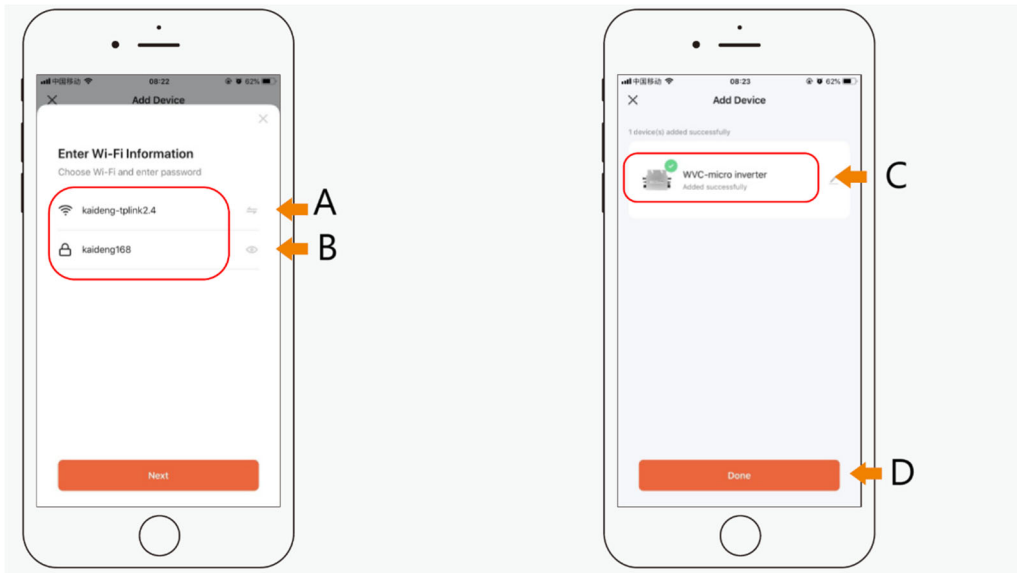 中国移动 08:22 62%
Add Device
Enter Wi-Fi Information
Choose Wi-Fi and enter password
kaideng-tplink2.4
A
kaideng168
B
Next
中国移动 08:23 62%
Add Device
1 device(s) added successfully
WVC-micro inverter
Added successfully
C
Done
D